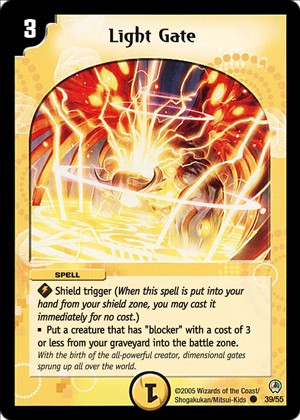 3
Light Gate
SPELL
Shield trigger (When this spell is put into your
hand from your shield zone, you may cast it
immediately for no cost.)
▪ Put a creature that has "blocker" with a cost of 3
or less from your graveyard into the battle zone.
With the birth of the all-powerful creator, dimensional gates
sprung up all over the world.
1
©2005 Wizards of the Coast/
Shogakukan/Mitsui-Kids ● 39/55